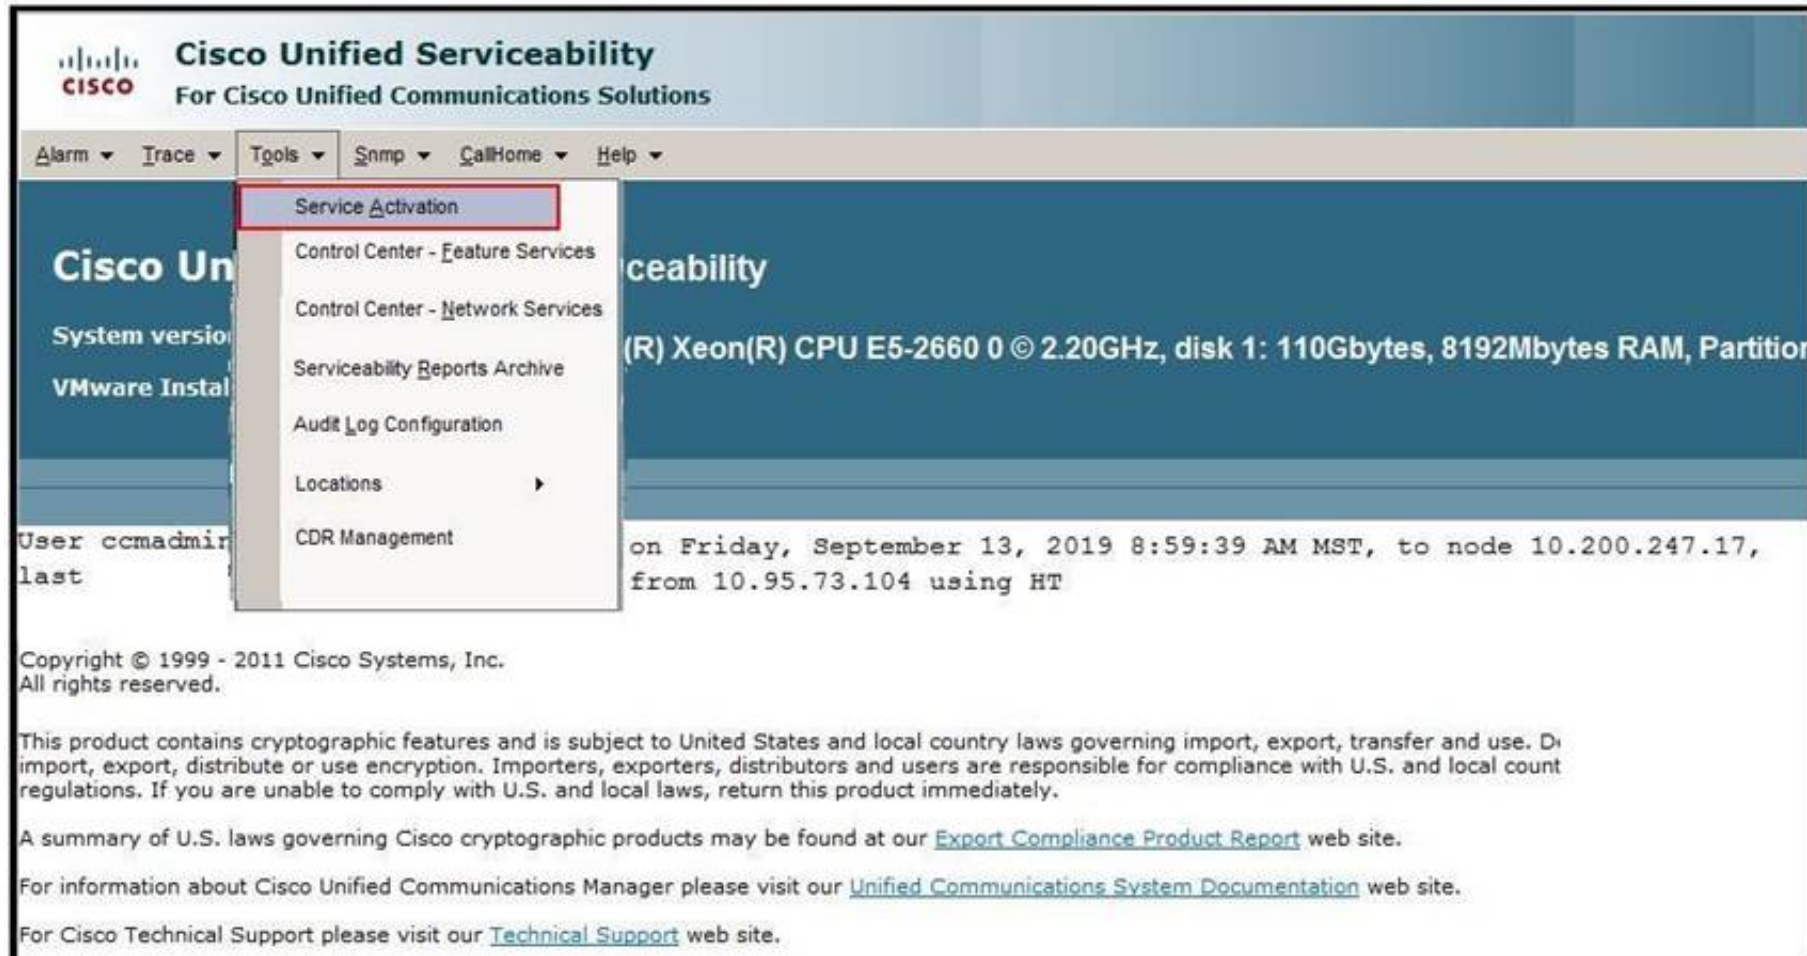 CISCO
Cisco Unified Serviceability
For Cisco Unified Communications Solutions
Alarm Trace Tools Snmp CallHome Help
Service Activation
Control Center - Feature Services
Control Center - Network Services
Serviceability Reports Archive
Audit Log Configuration
Locations
CDR Management
Cisco Un ceability
System versio (R) Xeon(R) CPU E5-2660 0 © 2.20GHz, disk 1: 110Gbytes, 8192Mbytes RAM, Partition
VMware Instal
User ccmadmin on Friday, September 13, 2019 8:59:39 AM MST, to node 10.200.247.17,
last from 10.95.73.104 using HT
Copyright © 1999 - 2011 Cisco Systems, Inc.
All rights reserved.
This product contains cryptographic features and is subject to United States and local country laws governing import, export, transfer and use. D
import, export, distribute or use encryption. Importers, exporters, distributors and users are responsible for compliance with U.S. and local count
regulations. If you are unable to comply with U.S. and local laws, return this product immediately.
A summary of U.S. laws governing Cisco cryptographic products may be found at our Export Compliance Product Report web site.
For information about Cisco Unified Communications Manager please visit our Unified Communications System Documentation web site.
For Cisco Technical Support please visit our Technical Support web site.